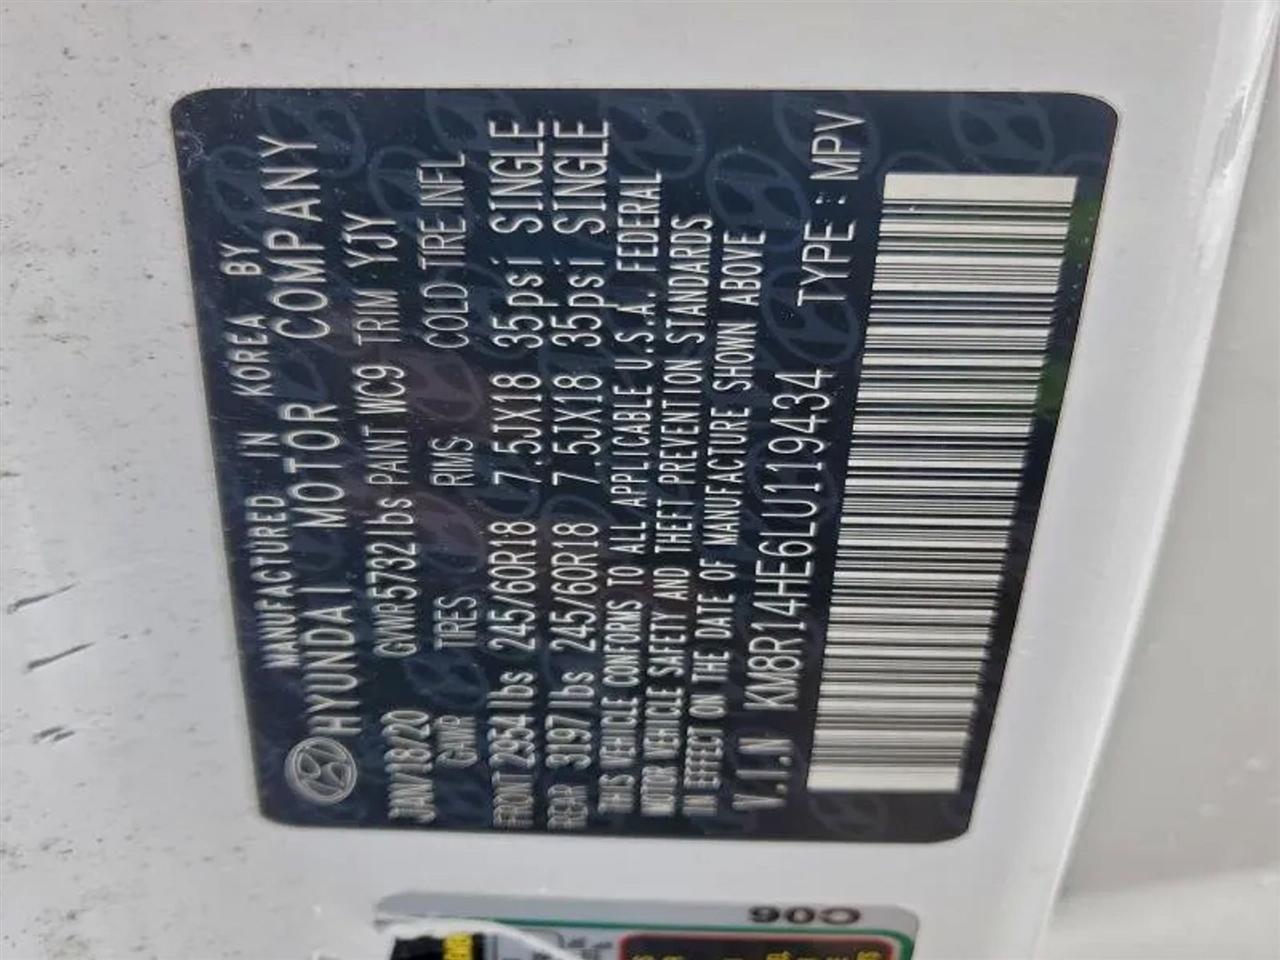 MANUFACTURED IN KOREA BY
HYUNDAI MOTOR COMPANY
JAN/18/20 GVWR5732lbs PAINT WC9 TRIM YJY
GAWR TIRES RIMS COLD TIRE INFL
FRONT 2954lbs 245/60R18 7.5JX18 35psi SINGLE
REAR 3197lbs 245/60R18 7.5JX18 35psi SINGLE
THIS VEHICLE CONFORMS TO ALL APPLICABLE U.S.A. FEDERAL
MOTOR VEHICLE SAFETY AND THEFT PREVENTION STANDARDS
IN EFFECT ON THE DATE OF MANUFACTURE SHOWN ABOVE
V.I.N KM8R14HE6LU119434 TYPE : MPV
C06